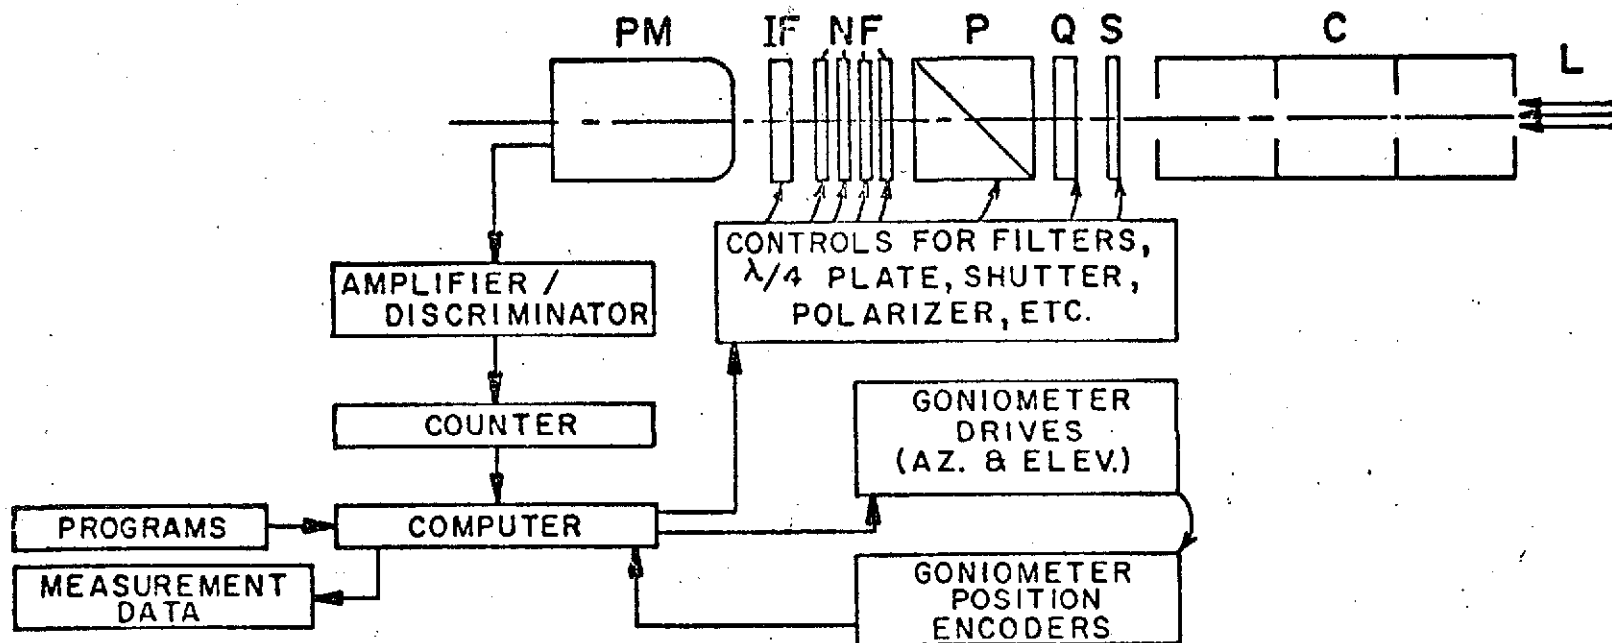 PM IF NF P Q S C L
CONTROLS FOR FILTERS,
λ/4 PLATE, SHUTTER,
POLARIZER, ETC.
AMPLIFIER /
DISCRIMINATOR
COUNTER
GONIOMETER
DRIVES
(AZ. & ELEV.)
PROGRAMS
COMPUTER
MEASUREMENT
DATA
GONIOMETER
POSITION
ENCODERS